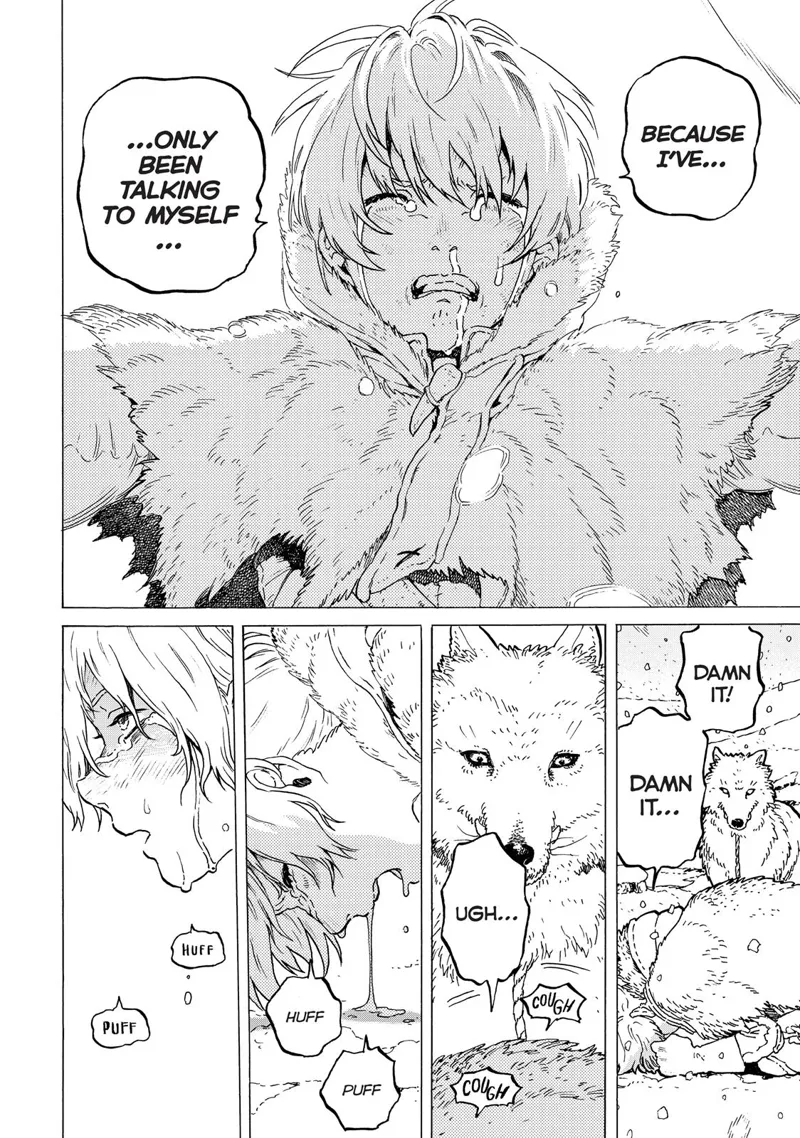 BECAUSE
I'VE...
...ONLY
BEEN
TALKING
TO MYSELF
...
DAMN
IT!
DAMN
IT...
UGH...
COUGH
COUGH
HUFF
PUFF
HUFF
PUFF